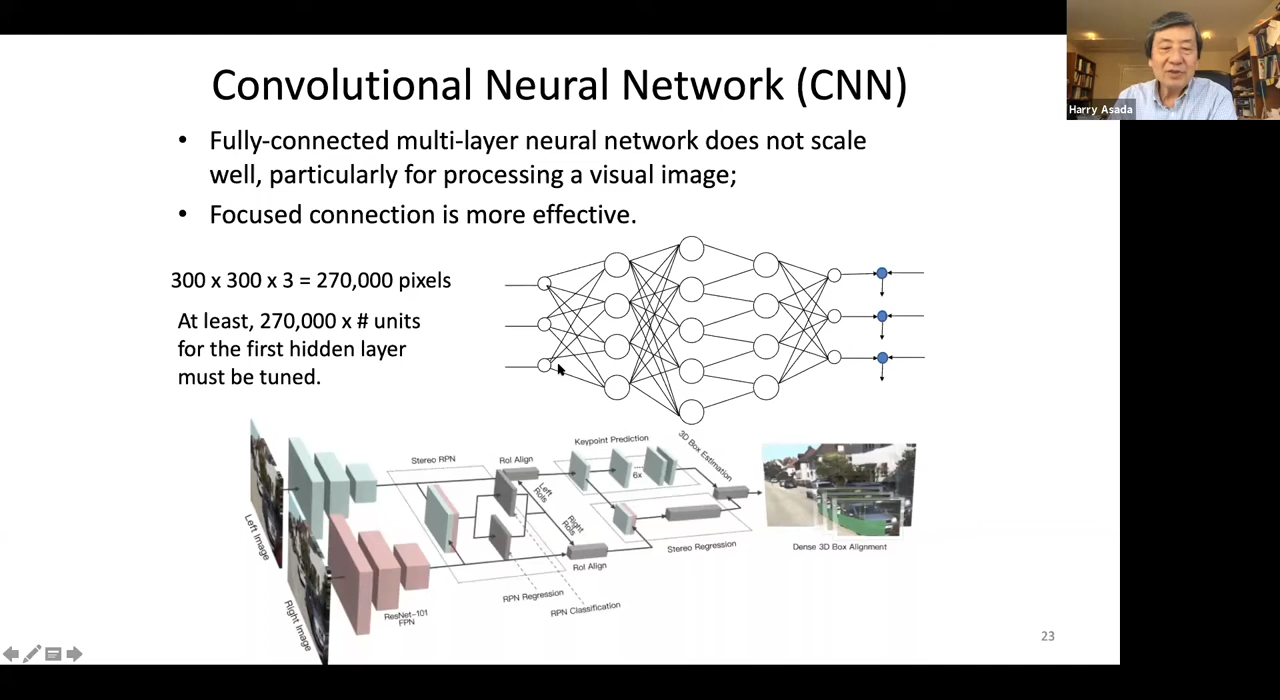 Harry Asada
Convolutional Neural Network (CNN)
• Fully-connected multi-layer neural network does not scale
well, particularly for processing a visual image;
• Focused connection is more effective.
300 x 300 x 3 = 270,000 pixels
At least, 270,000 x # units
for the first hidden layer
must be tuned.
Left Image
Right Image
ResNet-101
FPN
Stereo RPN
RoI Align
Left
RoIs
Right
RoIs
RoI Align
RPN Regression
RPN Classification
Keypoint Prediction
6x
3D Box Estimation
Stereo Regression
Dense 3D Box Alignment
23